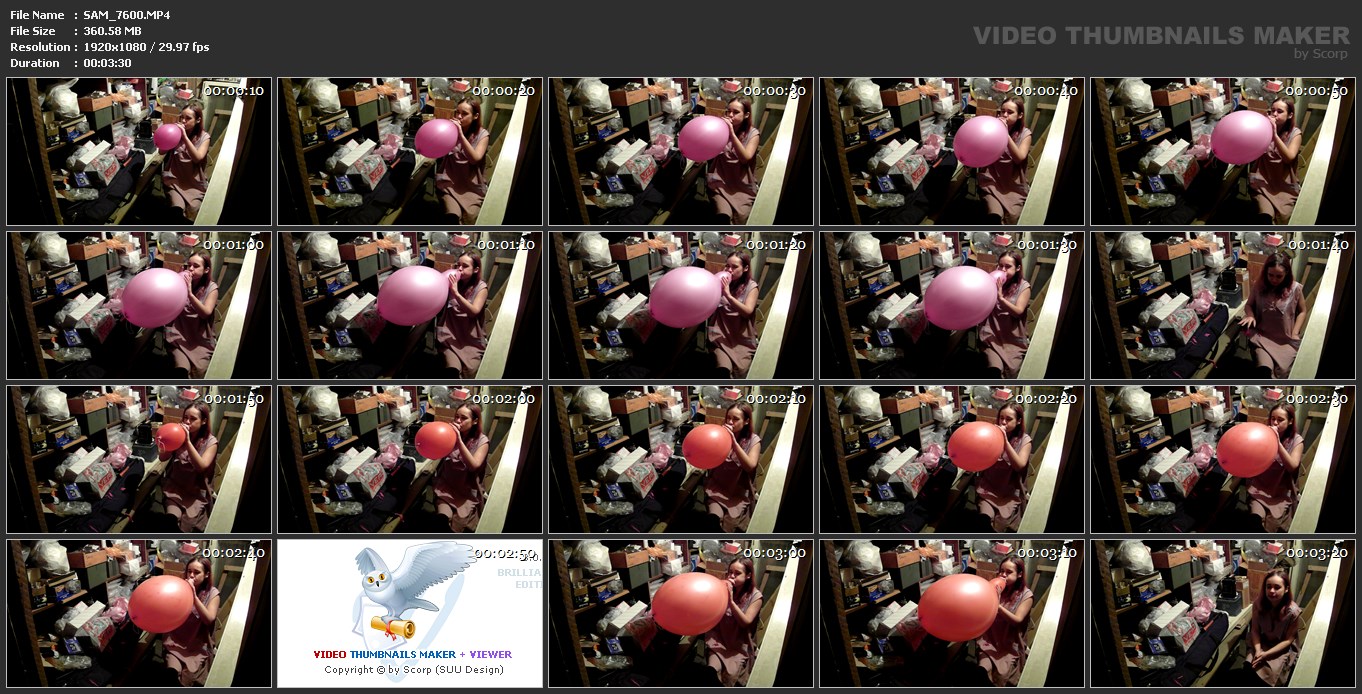 File Name : SAM_7600.MP4
File Size : 360.58 MB
Resolution : 1920x1080 / 29.97 fps
Duration : 00:03:30
VIDEO THUMBNAILS MAKER
by Scorp
00:00:10
00:00:20
00:00:30
00:00:40
00:00:50
00:01:00
00:01:10
00:01:20
00:01:30
00:01:40
00:01:50
00:02:00
00:02:10
00:02:20
00:02:30
00:02:40
00:02:50
VIDEO THUMBNAILS MAKER + VIEWER
Copyright © by Scorp (SUU Design)
00:03:00
00:03:10
00:03:20